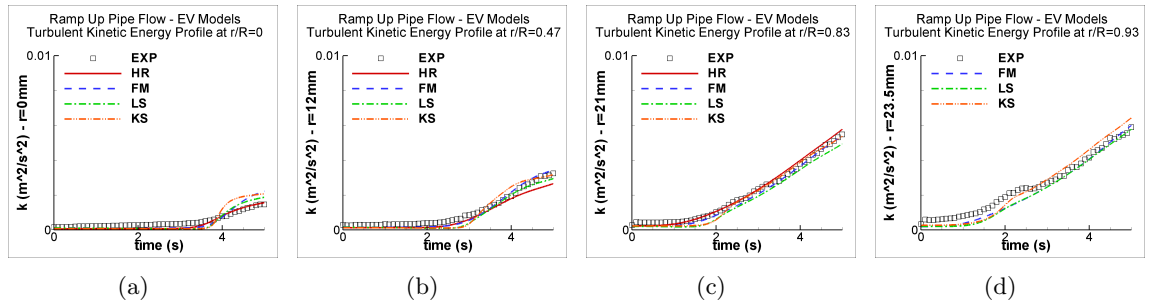 Ramp Up Pipe Flow - EV Models
Turbulent Kinetic Energy Profile at r/R=0
0.01
EXP
HR
FM
LS
KS
k (m^2/s^2) - r=0mm
0
0
2
4
time (s)
(a)
Ramp Up Pipe Flow - EV Models
Turbulent Kinetic Energy Profile at r/R=0.47
0.01
EXP
HR
FM
LS
KS
k (m^2/s^2) - r=12mm
0
0
2
4
time (s)
(b)
Ramp Up Pipe Flow - EV Models
Turbulent Kinetic Energy Profile at r/R=0.83
0.01
EXP
HR
FM
LS
KS
k (m^2/s^2) - r=21mm
0
0
2
4
time (s)
(c)
Ramp Up Pipe Flow - EV Models
Turbulent Kinetic Energy Profile at r/R=0.93
0.01
EXP
FM
LS
KS
k (m^2/s^2) - r=23.5mm
0
0
2
4
time (s)
(d)